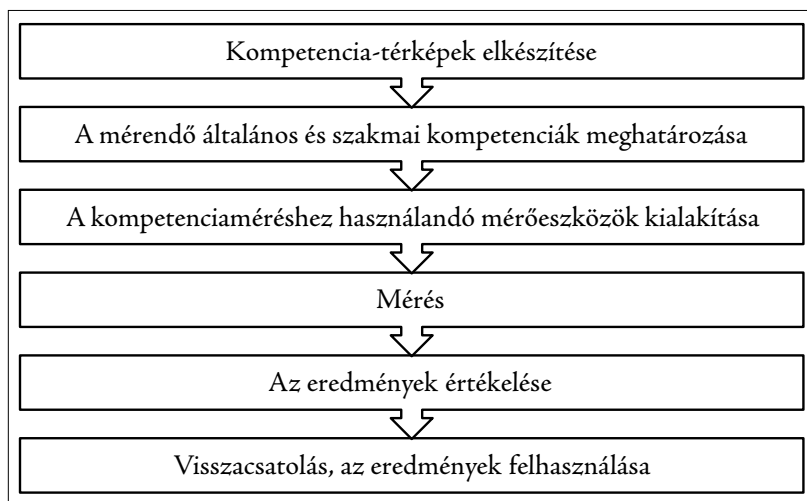 Kompetencia-térképek elkészítése
A mérendő általános és szakmai kompetenciák meghatározása
A kompetenciaméréshez használandó mérőeszközök kialakítása
Mérés
Az eredmények értékelése
Visszacsatolás, az eredmények felhasználása